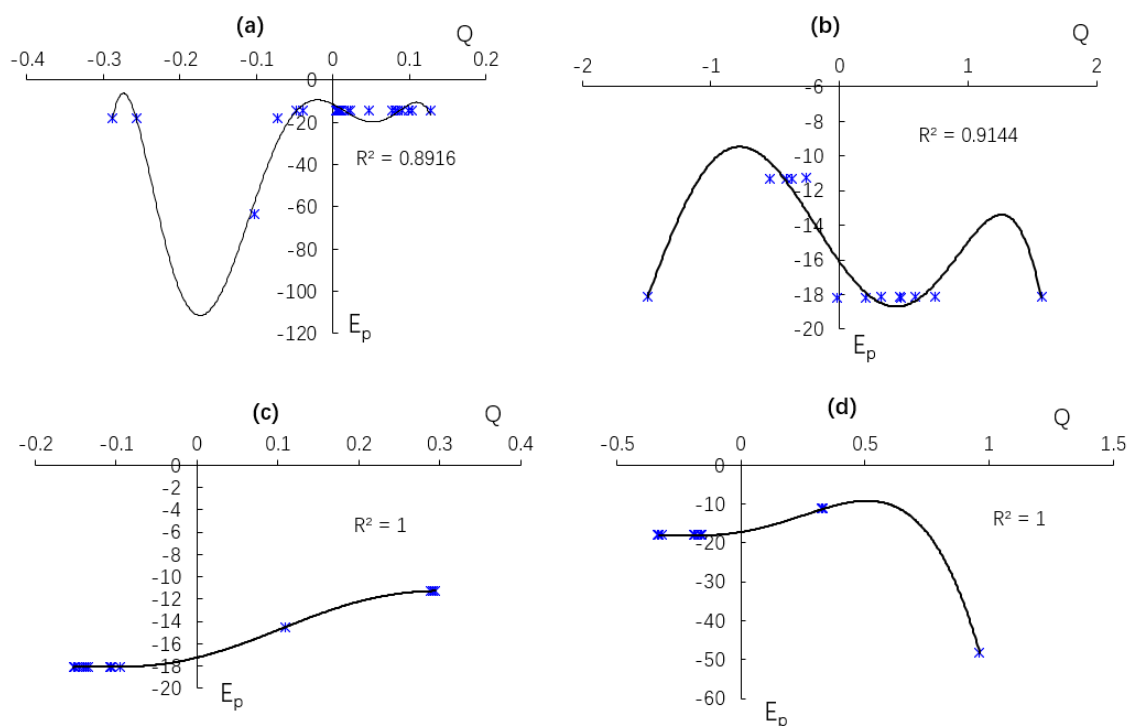 (a)
Q
-0.4 -0.3 -0.2 -0.1 0 0.1 0.2
0
-20
-40
-60
-80
-100
-120
R² = 0.8916
Eₚ
(b)
Q
-2 -1 0 1 2
-6
-8
-10
-12
-14
-16
-18
-20
R² = 0.9144
Eₚ
(c)
Q
-0.2 -0.1 0 0.1 0.2 0.3 0.4
0
-2
-4
-6
-8
-10
-12
-14
-16
-18
-20
R² = 1
Eₚ
(d)
Q
-0.5 0 0.5 1 1.5
0
-10
-20
-30
-40
-50
-60
R² = 1
Eₚ